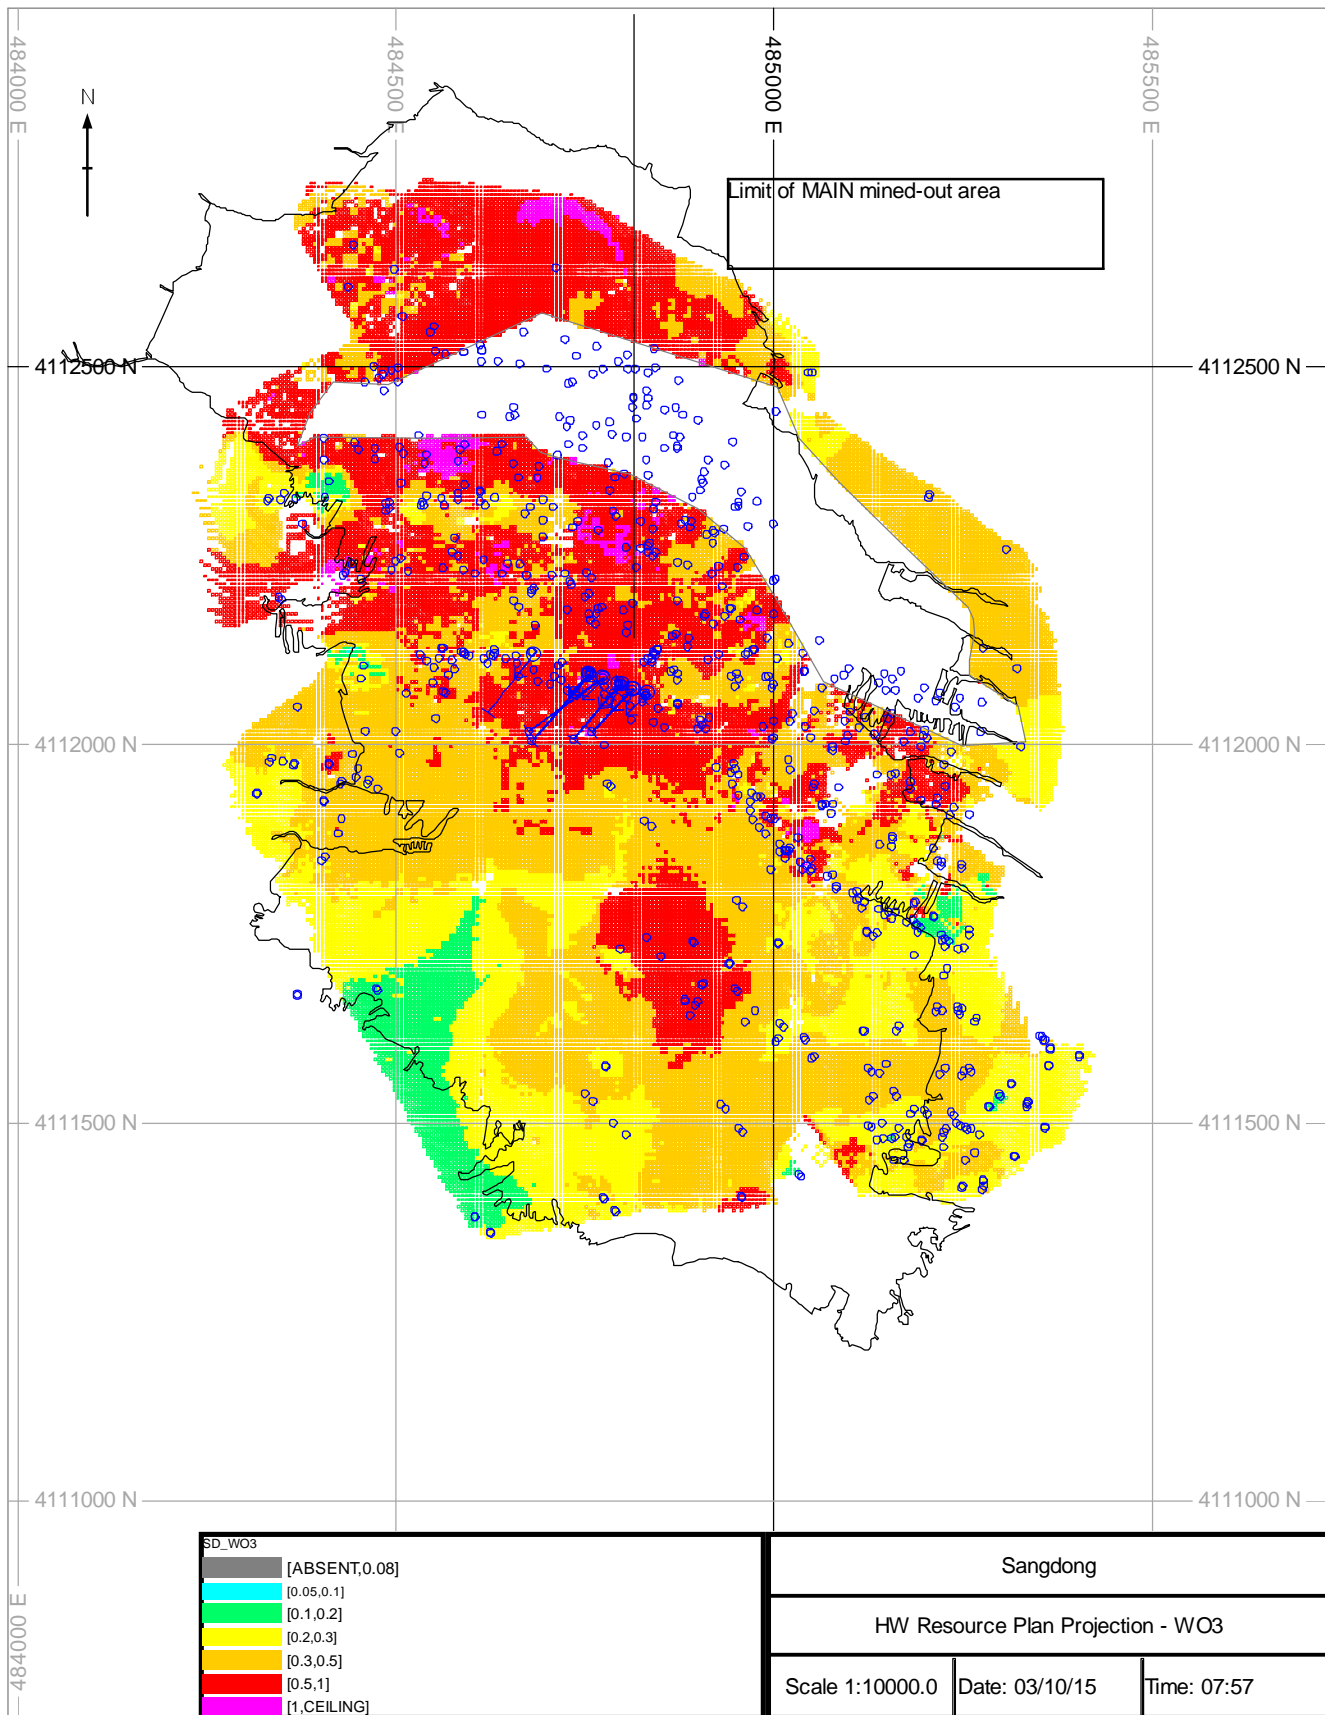 484000 E
484500 E
485000 E
485500 E
N
Limit of MAIN mined-out area
4112500 N
4112500 N
4112000 N
4112000 N
4111500 N
4111500 N
4111000 N
4111000 N
484000 E
SD_WO3
[ABSENT,0.08]
[0.05,0.1]
[0.1,0.2]
[0.2,0.3]
[0.3,0.5]
[0.5,1]
[1,CEILING]
Sangdong
HW Resource Plan Projection - WO3
Scale 1:10000.0
Date: 03/10/15
Time: 07:57